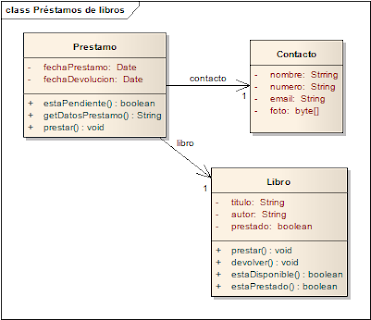 class Préstamos de libros
Prestamo
- fechaPrestamo: Date
- fechaDevolucion: Date
+ estaPendiente() : boolean
+ getDatosPrestamo() : String
+ prestar() : void
contacto
1
Contacto
- nombre: String
- numero: String
- email: String
- foto: byte[]
libro
1
Libro
- titulo: String
- autor: String
- prestado: boolean
+ prestar() : void
+ devolver() : void
+ estaDisponible() : boolean
+ estaPrestado() : boolean